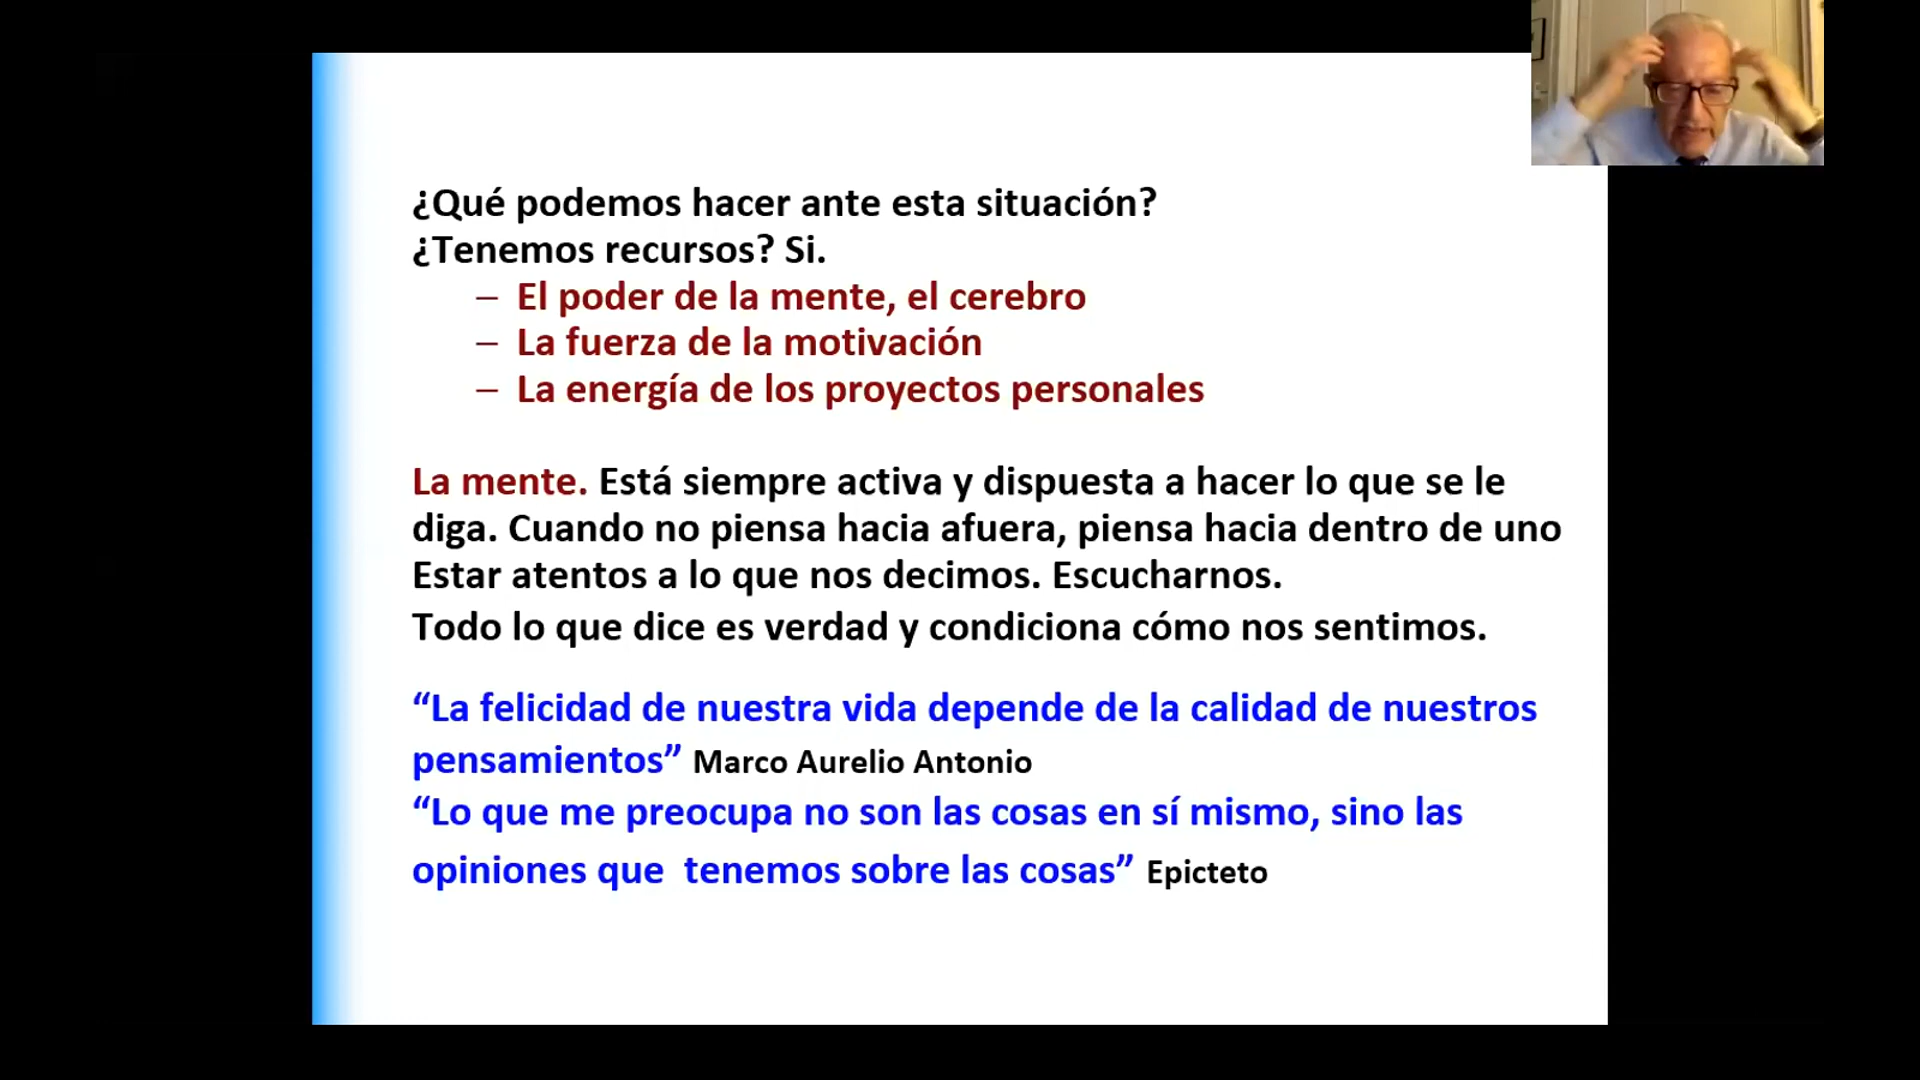 ¿Qué podemos hacer ante esta situación?
¿Tenemos recursos? Si.
– El poder de la mente, el cerebro
– La fuerza de la motivación
– La energía de los proyectos personales
La mente. Está siempre activa y dispuesta a hacer lo que se le
diga. Cuando no piensa hacia afuera, piensa hacia dentro de uno
Estar atentos a lo que nos decimos. Escucharnos.
Todo lo que dice es verdad y condiciona cómo nos sentimos.
“La felicidad de nuestra vida depende de la calidad de nuestros
pensamientos” Marco Aurelio Antonio
“Lo que me preocupa no son las cosas en sí mismo, sino las
opiniones que  tenemos sobre las cosas” Epicteto